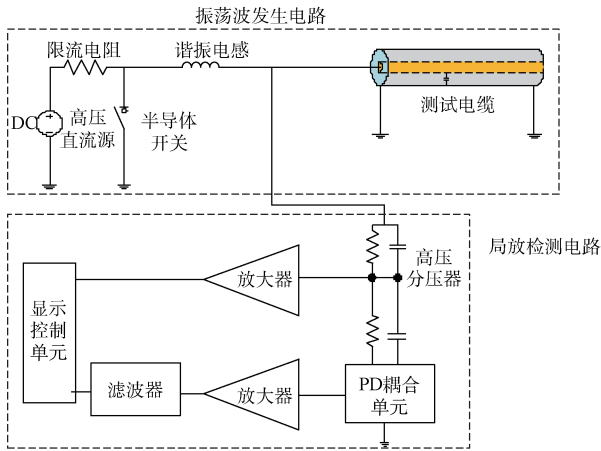 振荡波发生电路
限流电阻
谐振电感
DC
高压
直流源
半导体
开关
测试电缆
局放检测电路
高压
分压器
放大器
显示
控制
单元
滤波器
放大器
PD耦合
单元